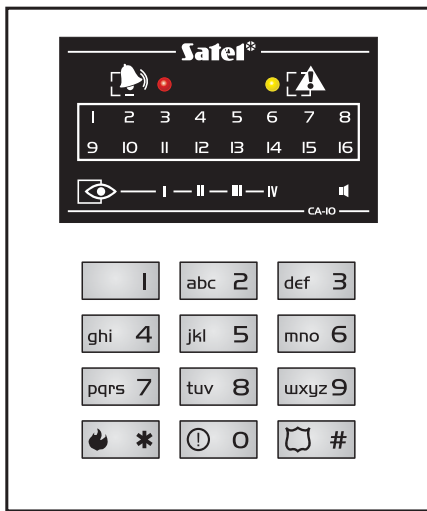 Satel®
1 2 3 4 5 6 7 8
9 10 11 12 13 14 15 16
I II III IV
CA-10
1 abc 2 def 3
ghi 4 jkl 5 mno 6
pqrs 7 tuv 8 wxyz 9
* ! 0 #